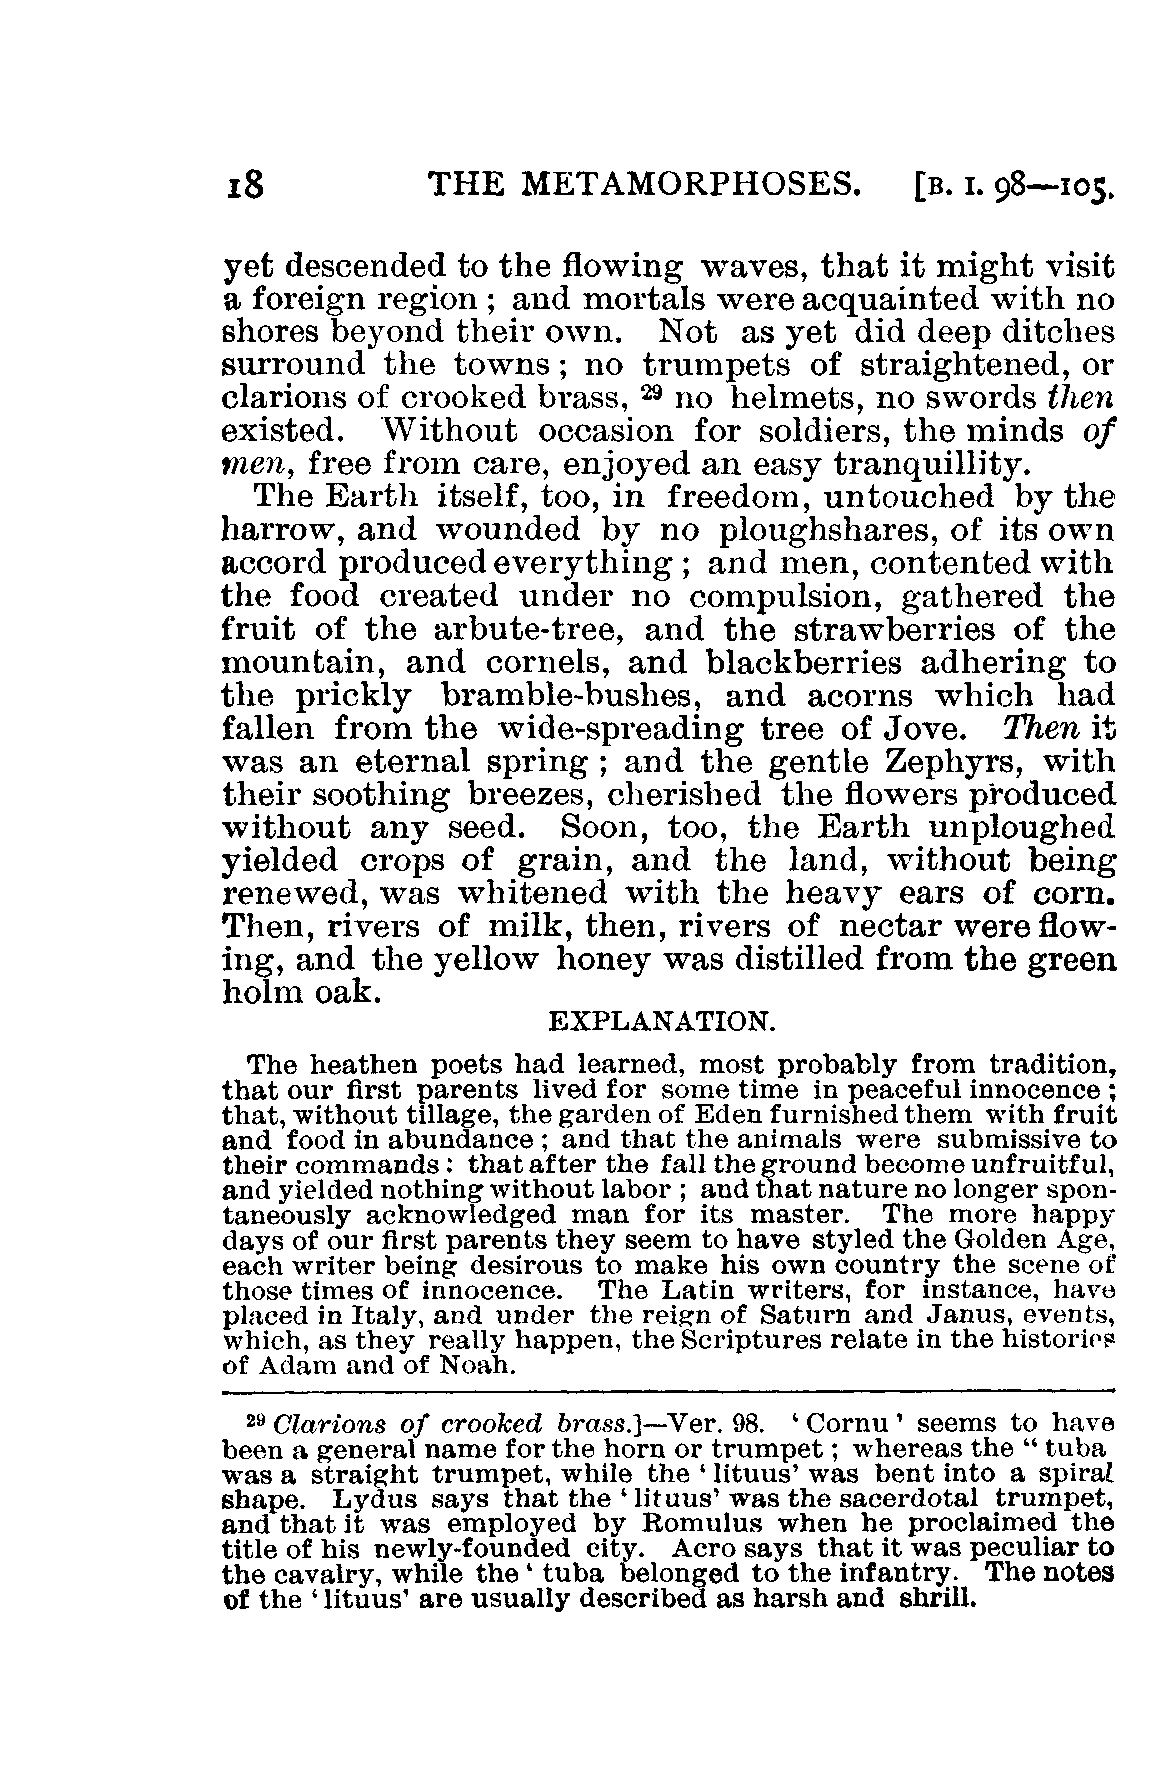 18 THE METAMORPHOSES. [B. I. 98—105.
yet descended to the flowing waves, that it might visit
a foreign region ; and mortals were acquainted with no
shores beyond their own. Not as yet did deep ditches
surround the towns ; no trumpets of straightened, or
clarions of crooked brass, 29 no helmets, no swords then
existed. Without occasion for soldiers, the minds of
men, free from care, enjoyed an easy tranquillity.
The Earth itself, too, in freedom, untouched by the
harrow, and wounded by no ploughshares, of its own
accord produced everything ; and men, contented with
the food created under no compulsion, gathered the
fruit of the arbute-tree, and the strawberries of the
mountain, and cornels, and blackberries adhering to
the prickly bramble-bushes, and acorns which had
fallen from the wide-spreading tree of Jove. Then it
was an eternal spring ; and the gentle Zephyrs, with
their soothing breezes, cherished the flowers produced
without any seed. Soon, too, the Earth unploughed
yielded crops of grain, and the land, without being
renewed, was whitened with the heavy ears of corn.
Then, rivers of milk, then, rivers of nectar were flow-
ing, and the yellow honey was distilled from the green
holm oak.
EXPLANATION.
The heathen poets had learned, most probably from tradition,
that our first parents lived for some time in peaceful innocence ;
that, without tillage, the garden of Eden furnished them with fruit
and food in abundance ; and that the animals were submissive to
their commands : that after the fall the ground become unfruitful,
and yielded nothing without labor ; and that nature no longer spon-
taneously acknowledged man for its master. The more happy
days of our first parents they seem to have styled the Golden Age,
each writer being desirous to make his own country the scene of
those times of innocence. The Latin writers, for instance, have
placed in Italy, and under the reign of Saturn and Janus, events,
which, as they really happen, the Scriptures relate in the histories
of Adam and of Noah.
29 Clarions of crooked brass.]—Ver. 98. ‘ Cornu ’ seems to have
been a general name for the horn or trumpet ; whereas the “ tuba
was a straight trumpet, while the ‘ lituus’ was bent into a spiral
shape. Lydus says that the ‘ lituus’ was the sacerdotal trumpet,
and that it was employed by Romulus when he proclaimed the
title of his newly-founded city. Acro says that it was peculiar to
the cavalry, while the ‘ tuba belonged to the infantry. The notes
of the ‘ lituus’ are usually described as harsh and shrill.